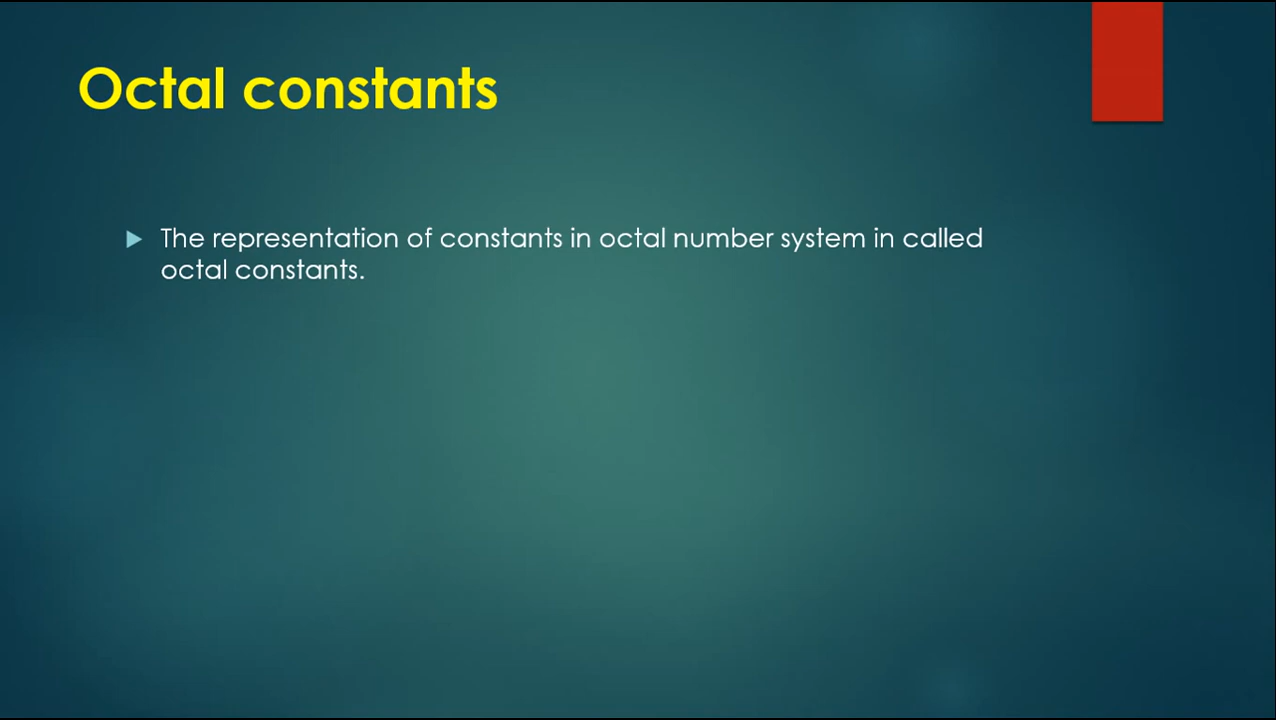 Octal constants
The representation of constants in octal number system in called
octal constants.